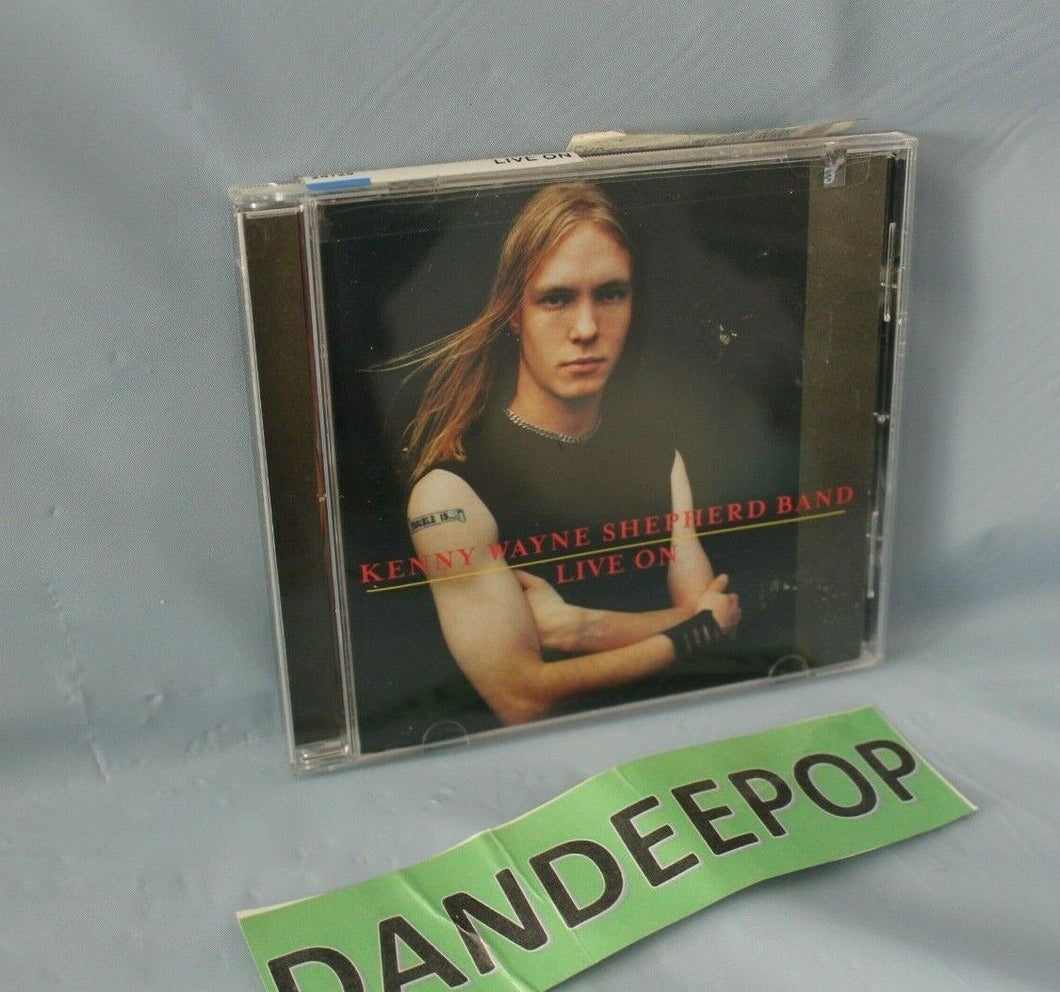 LIVE ON
KENNY WAYNE SHEPHERD BAND
LIVE ON
DANDEEPOP